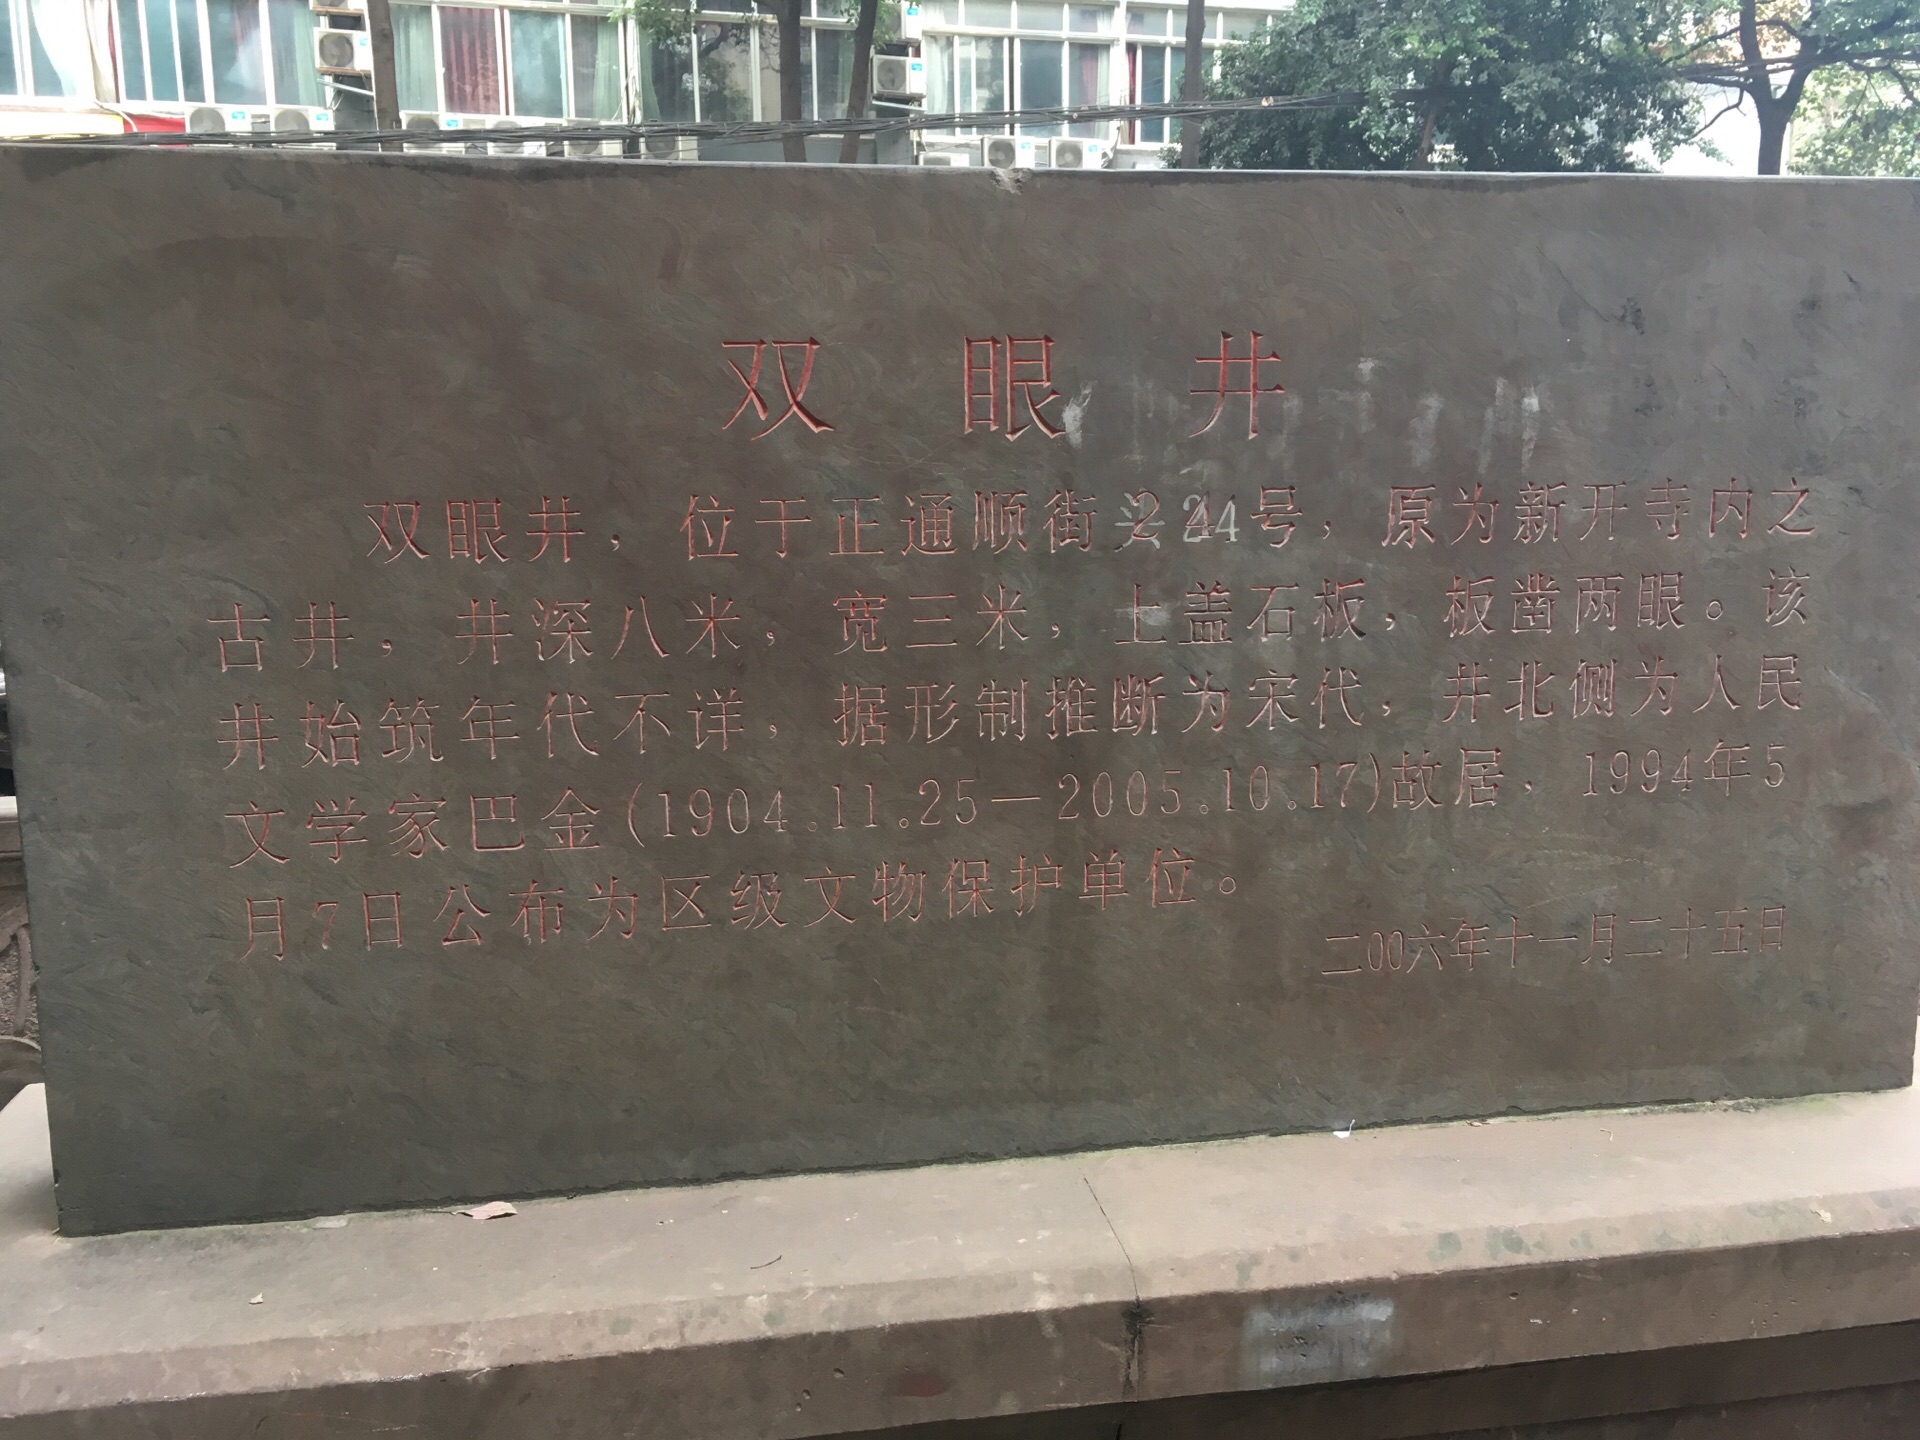 双眼井
双眼井，位于正通顺街 号，原为新开寺内之
古井，井深八米，宽三米，上盖石板，板凿两眼。该
井始筑年代不详，据形制推断为宋代，井北侧为人民
文学家巴金(1904.11.25—2005.10.17)故居，1994年5
月7日公布为区级文物保护单位。
二00六年十一月二十五日